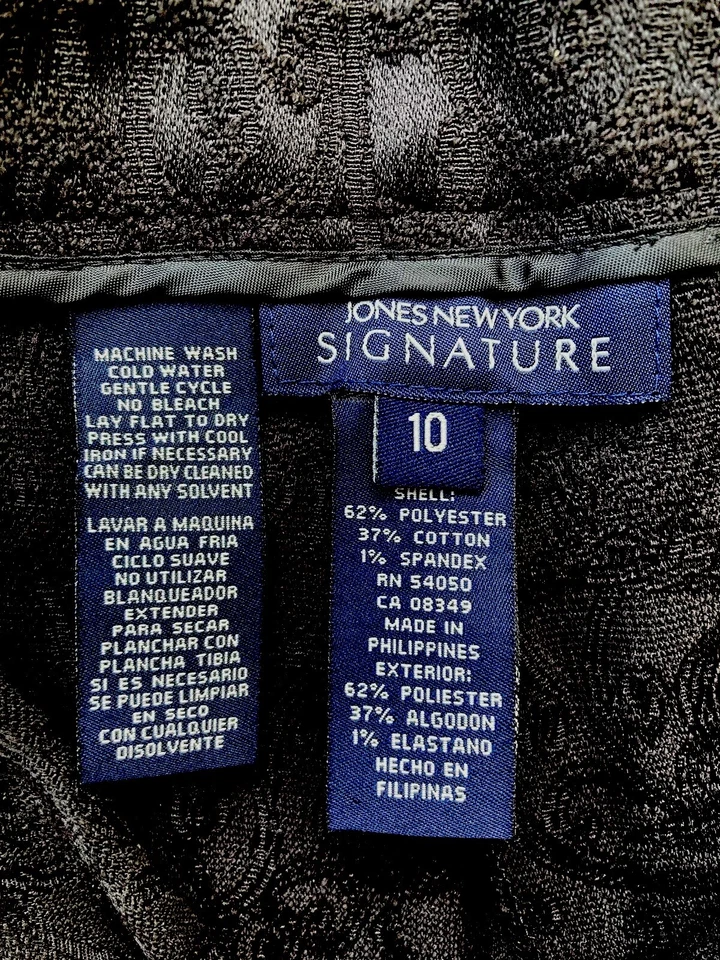 MACHINE WASH
COLD WATER
GENTLE CYCLE
NO BLEACH
LAY FLAT TO DRY
PRESS WITH COOL
IRON IF NECESSARY
CAN BE DRY CLEANED
WITH ANY SOLVENT
LAVAR A MAQUINA
EN AGUA FRIA
CICLO SUAVE
NO UTILIZAR
BLANQUEADOR
EXTENDER
PARA SECAR
PLANCHAR CON
PLANCHA TIBIA
SI ES NECESARIO
SE PUEDE LIMPIAR
EN SECO
CON CUALQUIER
DISOLVENTE
JONES NEW YORK
SIGNATURE
10
SHELL:
62% POLYESTER
37% COTTON
1% SPANDEX
RN 54050
CA 08349
MADE IN
PHILIPPINES
EXTERIOR:
62% POLIESTER
37% ALGODON
1% ELASTANO
HECHO EN
FILIPINAS